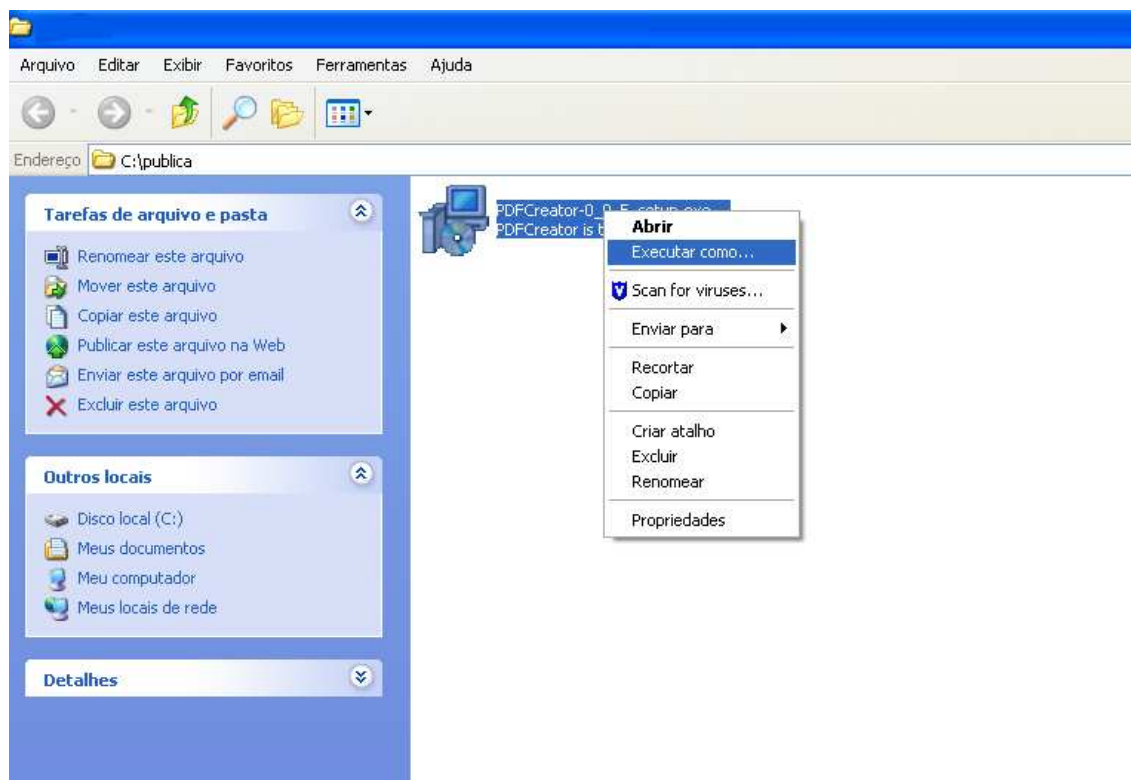 Arquivo Editar Exibir Favoritos Ferramentas Ajuda
Endereço C:\publica
Tarefas de arquivo e pasta
Renomear este arquivo
Mover este arquivo
Copiar este arquivo
Publicar este arquivo na Web
Enviar este arquivo por email
Excluir este arquivo
Outros locais
Disco local (C:)
Meus documentos
Meu computador
Meus locais de rede
Detalhes
PDFCreator-0_
PDFCreator is
Abrir
Executar como...
Scan for viruses...
Enviar para
Recortar
Copiar
Criar atalho
Excluir
Renomear
Propriedades